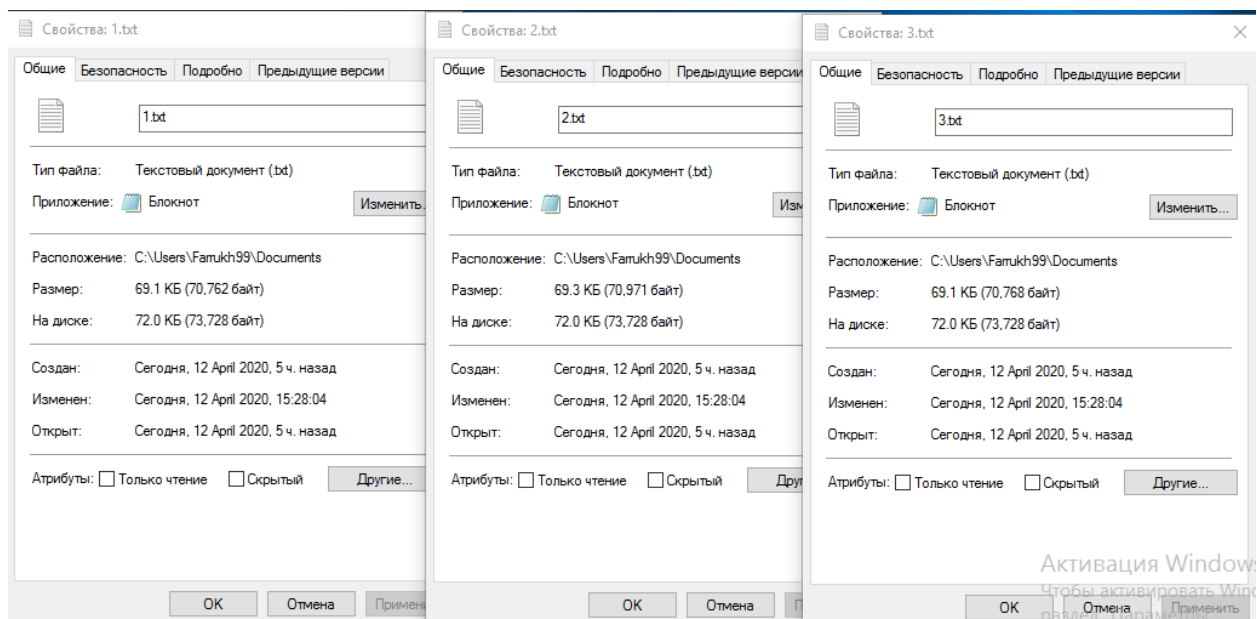 Свойства: 1.txt
Общие Безопасность Подробно Предыдущие версии
1.txt
Тип файла: Текстовый документ (.txt)
Приложение: Блокнот Изменить.
Расположение: C:\Users\Farrukh99\Documents
Размер: 69.1 КБ (70,762 байт)
На диске: 72.0 КБ (73,728 байт)
Создан: Сегодня, 12 April 2020, 5 ч. назад
Изменен: Сегодня, 12 April 2020, 15:28:04
Открыт: Сегодня, 12 April 2020, 5 ч. назад
Атрибуты: Только чтение Скрытый Другие...
OK Отмена Примен
Свойства: 2.txt
Общие Безопасность Подробно Предыдущие версии
2.txt
Тип файла: Текстовый документ (.txt)
Приложение: Блокнот Изм
Расположение: C:\Users\Farrukh99\Documents
Размер: 69.3 КБ (70,971 байт)
На диске: 72.0 КБ (73,728 байт)
Создан: Сегодня, 12 April 2020, 5 ч. назад
Изменен: Сегодня, 12 April 2020, 15:28:04
Открыт: Сегодня, 12 April 2020, 5 ч. назад
Атрибуты: Только чтение Скрытый Друг
OK Отмена П
Свойства: 3.txt
Общие Безопасность Подробно Предыдущие версии
3.txt
Тип файла: Текстовый документ (.txt)
Приложение: Блокнот Изменить...
Расположение: C:\Users\Farrukh99\Documents
Размер: 69.1 КБ (70,768 байт)
На диске: 72.0 КБ (73,728 байт)
Создан: Сегодня, 12 April 2020, 5 ч. назад
Изменен: Сегодня, 12 April 2020, 15:28:04
Открыт: Сегодня, 12 April 2020, 5 ч. назад
Атрибуты: Только чтение Скрытый Другие...
Активация Windows
Чтобы активировать Wind
OK Отмена Применить
раздел